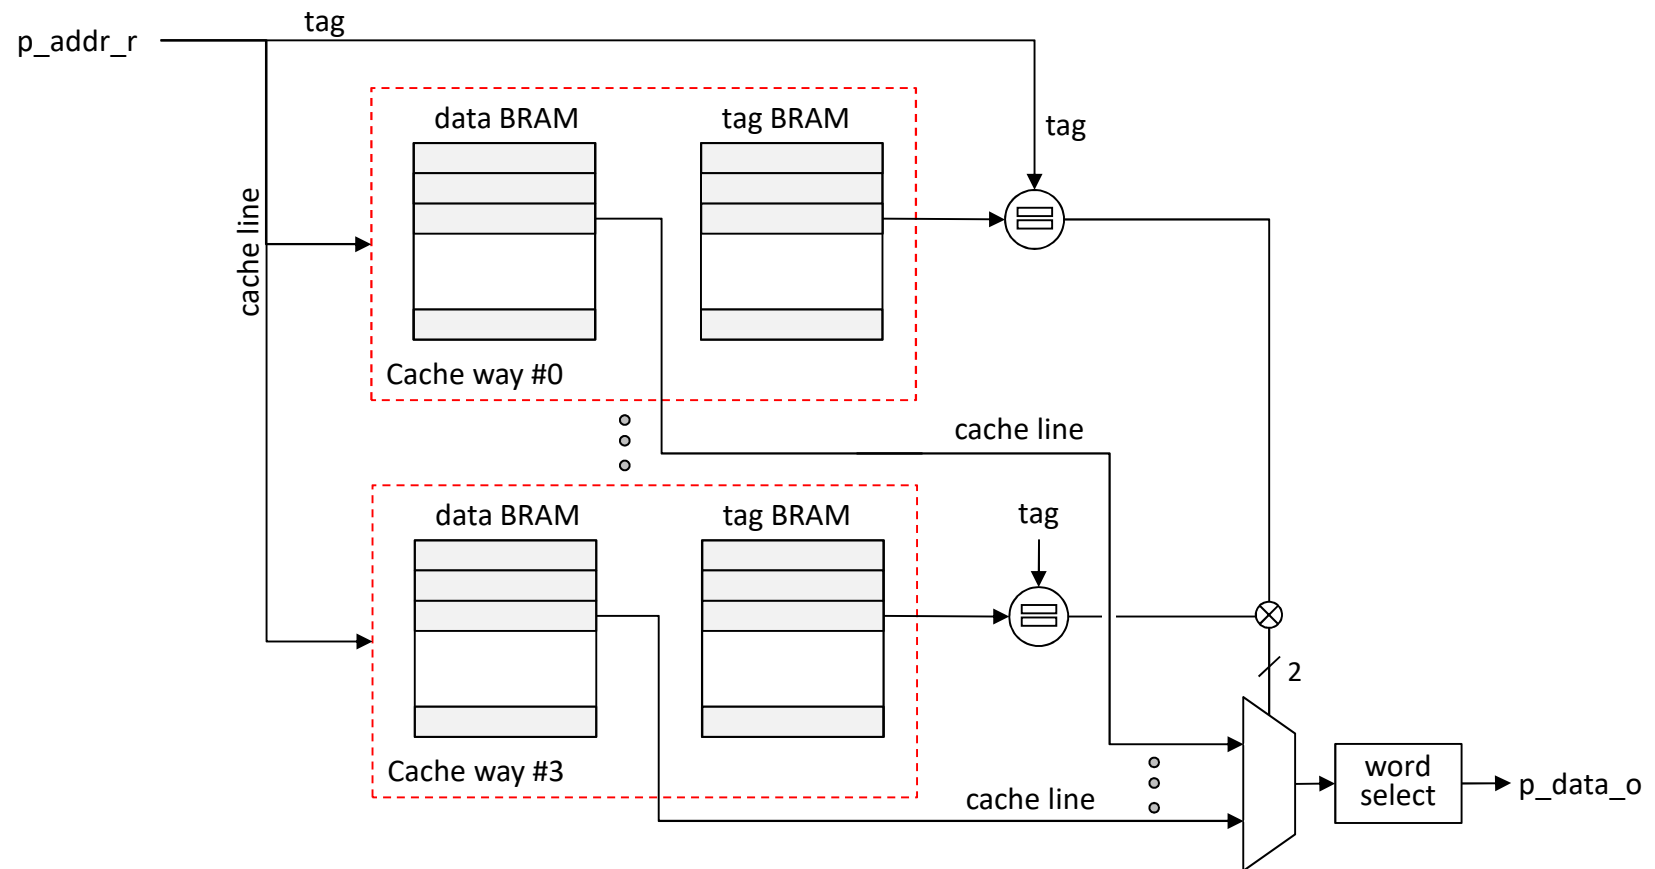 tag
p_addr_r
data BRAM
tag BRAM
tag
cache line
Cache way #0
cache line
data BRAM
tag BRAM
tag
2
Cache way #3
cache line
word
select
p_data_o